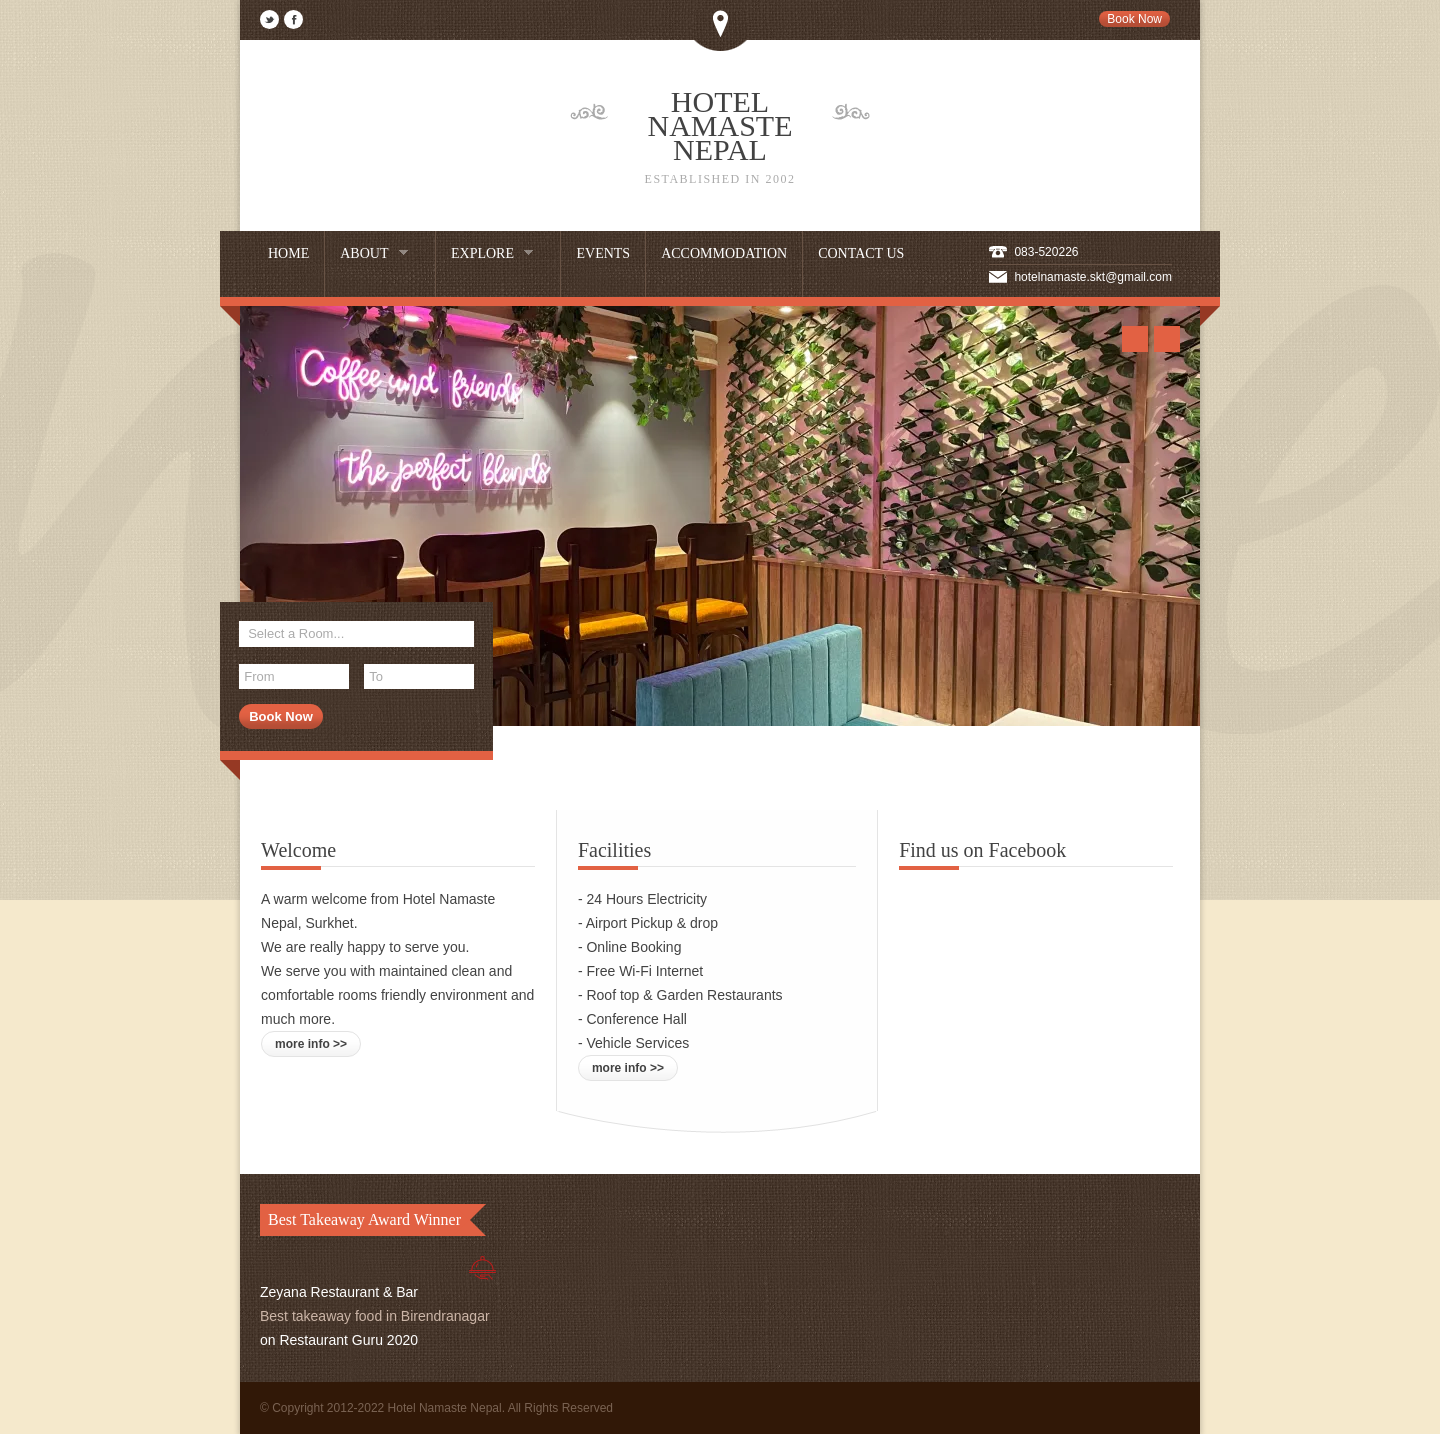 Book Now
HOTEL
NAMASTE
NEPAL
ESTABLISHED IN 2002
HOME ABOUT EXPLORE EVENTS ACCOMMODATION CONTACT US
083-520226
hotelnamaste.skt@gmail.com
Coffee and friends
the perfect blends
Select a Room...
From To
Book Now
Welcome
A warm welcome from Hotel Namaste
Nepal, Surkhet.
We are really happy to serve you.
We serve you with maintained clean and
comfortable rooms friendly environment and
much more.
more info >>
Facilities
- 24 Hours Electricity
- Airport Pickup & drop
- Online Booking
- Free Wi-Fi Internet
- Roof top & Garden Restaurants
- Conference Hall
- Vehicle Services
more info >>
Find us on Facebook
Best Takeaway Award Winner
Zeyana Restaurant & Bar
Best takeaway food in Birendranagar
on Restaurant Guru 2020
© Copyright 2012-2022 Hotel Namaste Nepal. All Rights Reserved